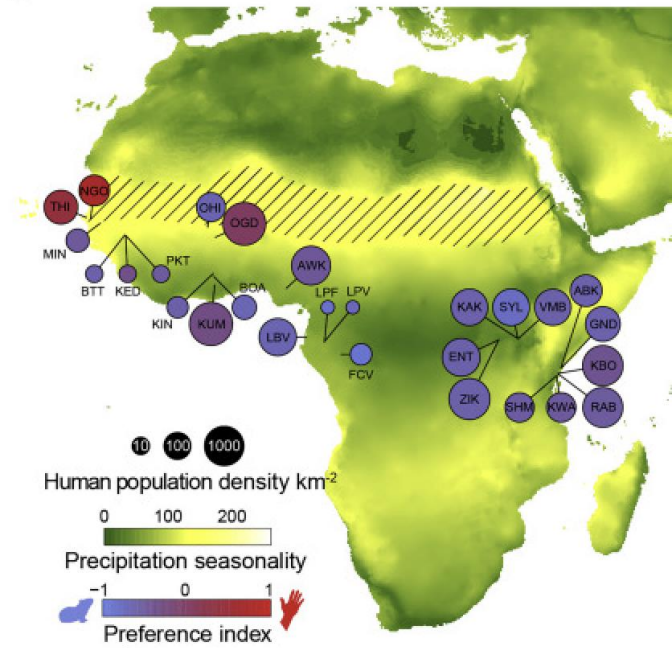 NGO
THI
OHI
OGD
MIN
BTT
KED
PKT
KIN
KUM
BOA
AWK
LPF
LPV
LBV
FCV
KAK
SYL
VMB
ABK
GND
ENT
KBO
ZIK
SHM
KWA
RAB
10 100 1000
Human population density km-2
0 100 200
Precipitation seasonality
−1 0 1
Preference index